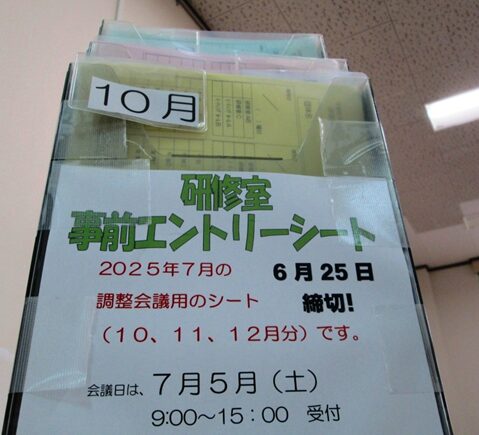 10月
研修室
事前エントリーシート
2025年7月の 6月25日
調整会議用のシート 締切!
(10、11、12月分)です。
会議日は、7月5月(土)
9:00～15:00 受付